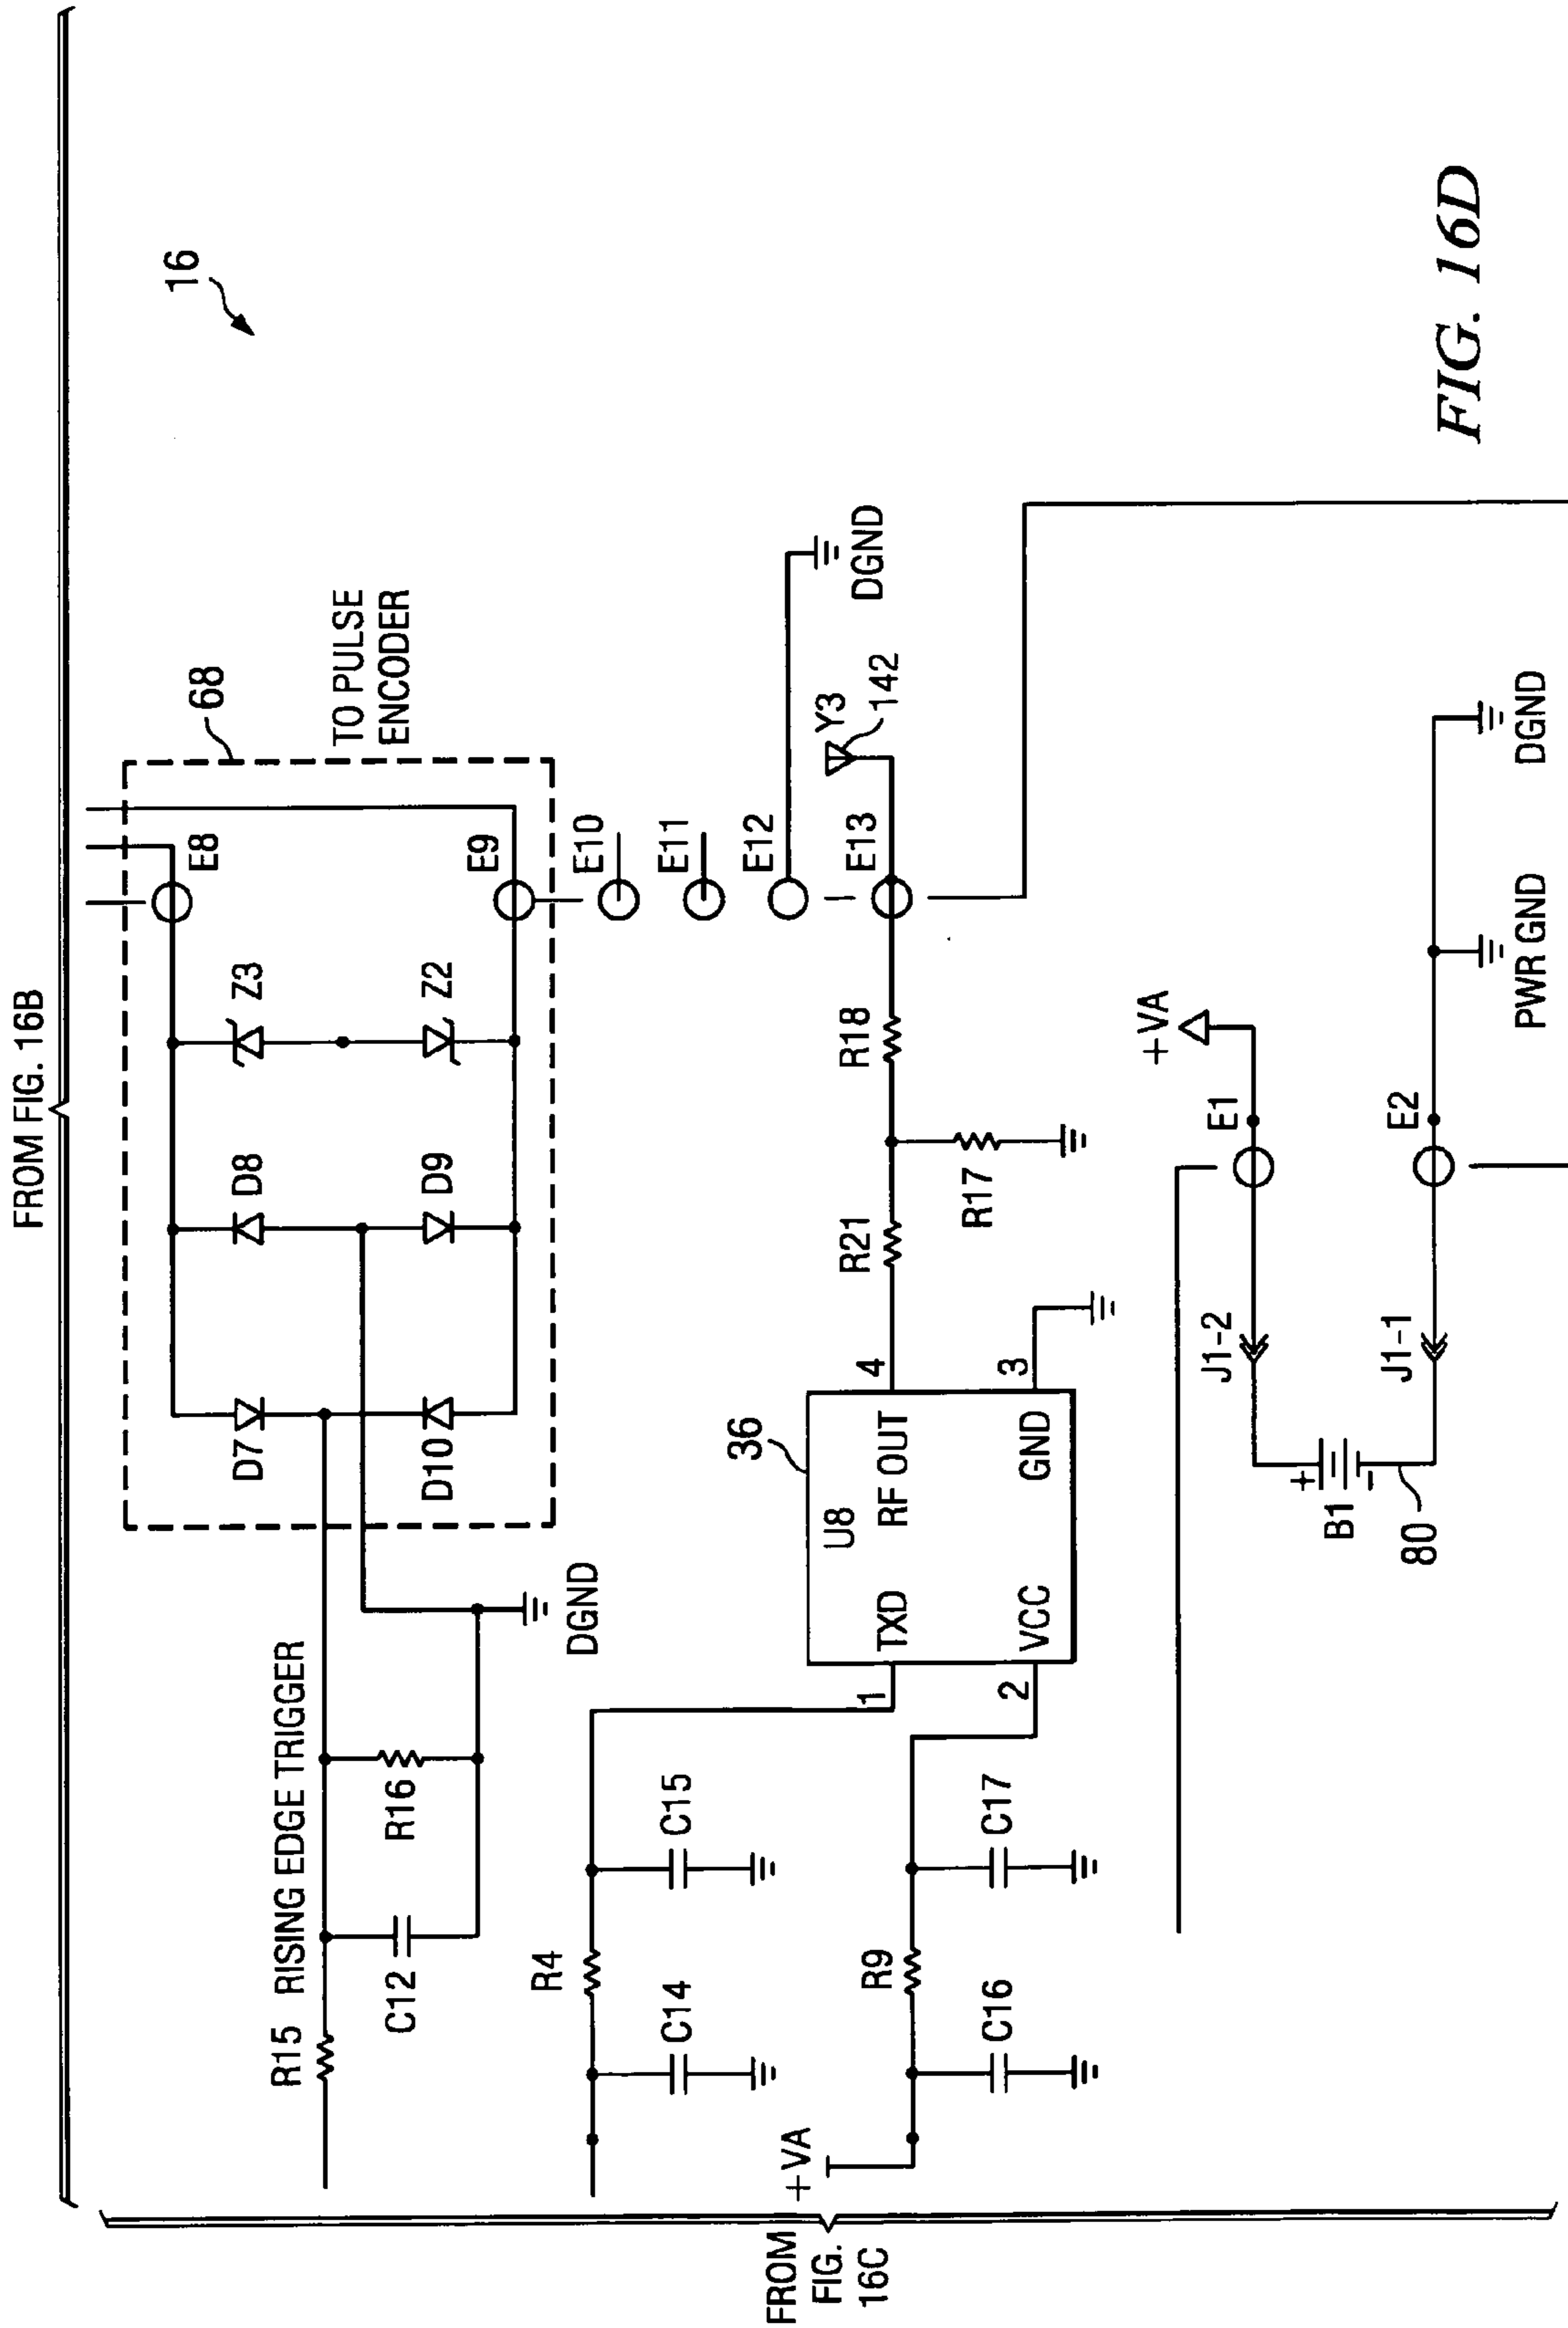 FROM FIG. 16B
16
68
TO PULSE
ENCODER
E8
Z3
D8
D7
E9
Z2
D9
D10
RISING EDGE TRIGGER
R15
R16
C12
DGND
E10
E11
E12
DGND
E13
Y3
142
R4
C15
C14
36
U8
TXD
RF OUT
VCC
GND
1
2
3
4
R21
R18
R17
R9
C17
C16
+VA
FROM
FIG.
16C
+VA
E1
J1-2
E2
J1-1
B1
+
-
80
PWR GND
DGND
FIG. 16D